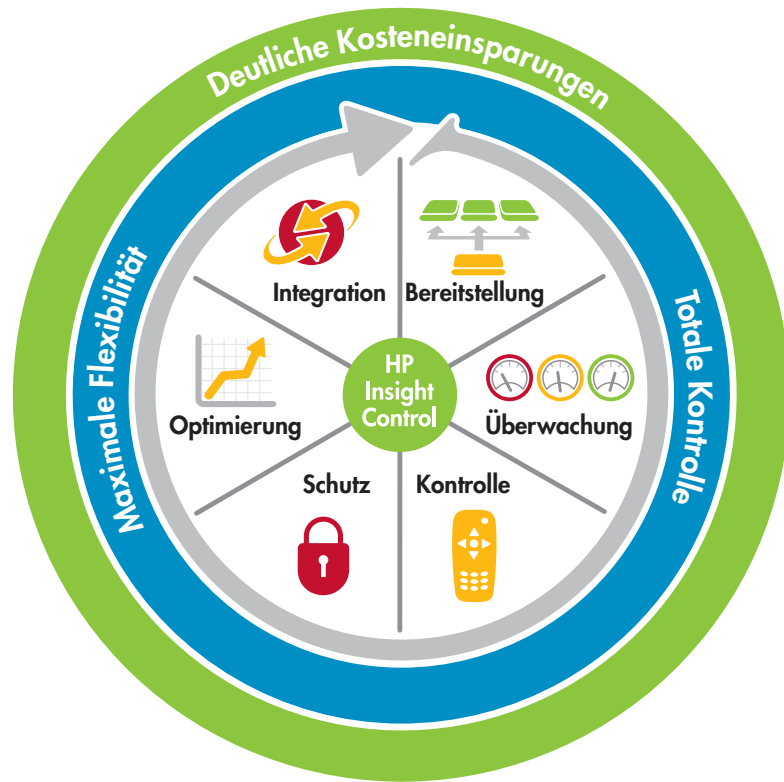 Deutliche Kosteneinsparungen
Maximale Flexibilität
Totale Kontrolle
Integration
Bereitstellung
Optimierung
HP
Insight
Control
Überwachung
Schutz
Kontrolle